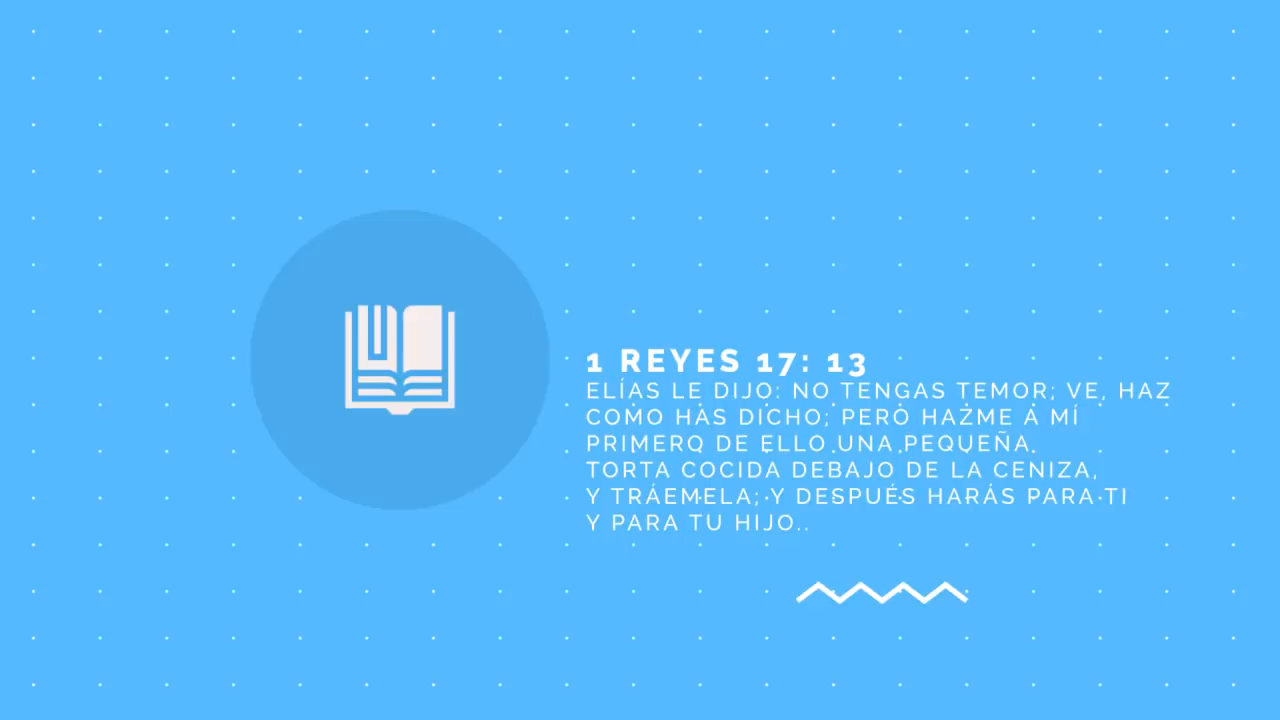 1 REYES 17: 13
ELÍAS LE DIJO: NO TENGAS TEMOR; VE, HAZ
COMO HAS DICHO; PERO HAZME A MÍ
PRIMERO DE ELLO UNA PEQUEÑA
TORTA COCIDA DEBAJO DE LA CENIZA,
Y TRÁEMELA; Y DESPUÉS HARÁS PARA TI
Y PARA TU HIJO..